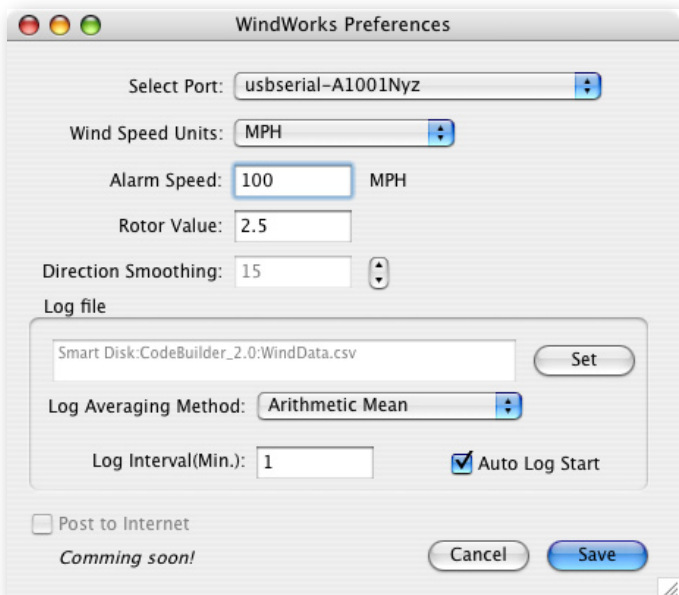 WindWorks Preferences
Select Port: usbserial-A1001Nyz
Wind Speed Units: MPH
Alarm Speed: 100 MPH
Rotor Value: 2.5
Direction Smoothing: 15
Log file
Smart Disk:CodeBuilder_2.0:WindData.csv Set
Log Averaging Method: Arithmetic Mean
Log Interval(Min.): 1 Auto Log Start
Post to Internet
Comming soon! Cancel Save